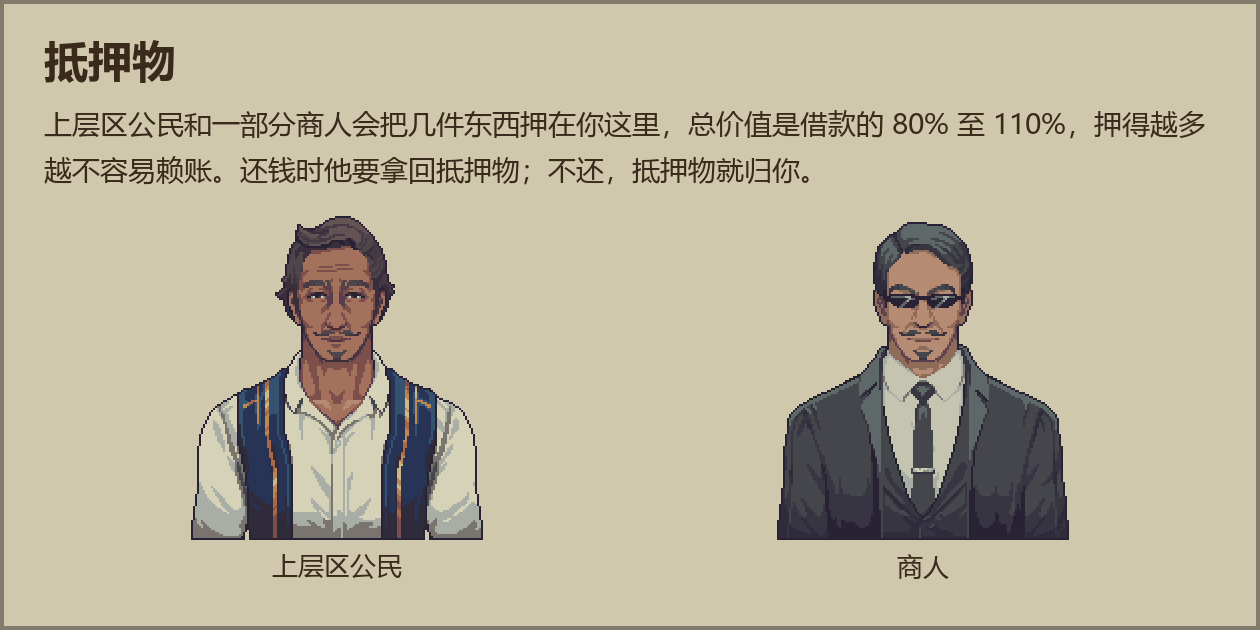 抵押物
上层区公民和一部分商人会把几件东西押在你这里，总价值是借款的 80% 至 110%，押得越多
越不容易赖账。还钱时他要拿回抵押物；不还，抵押物就归你。
上层区公民
商人